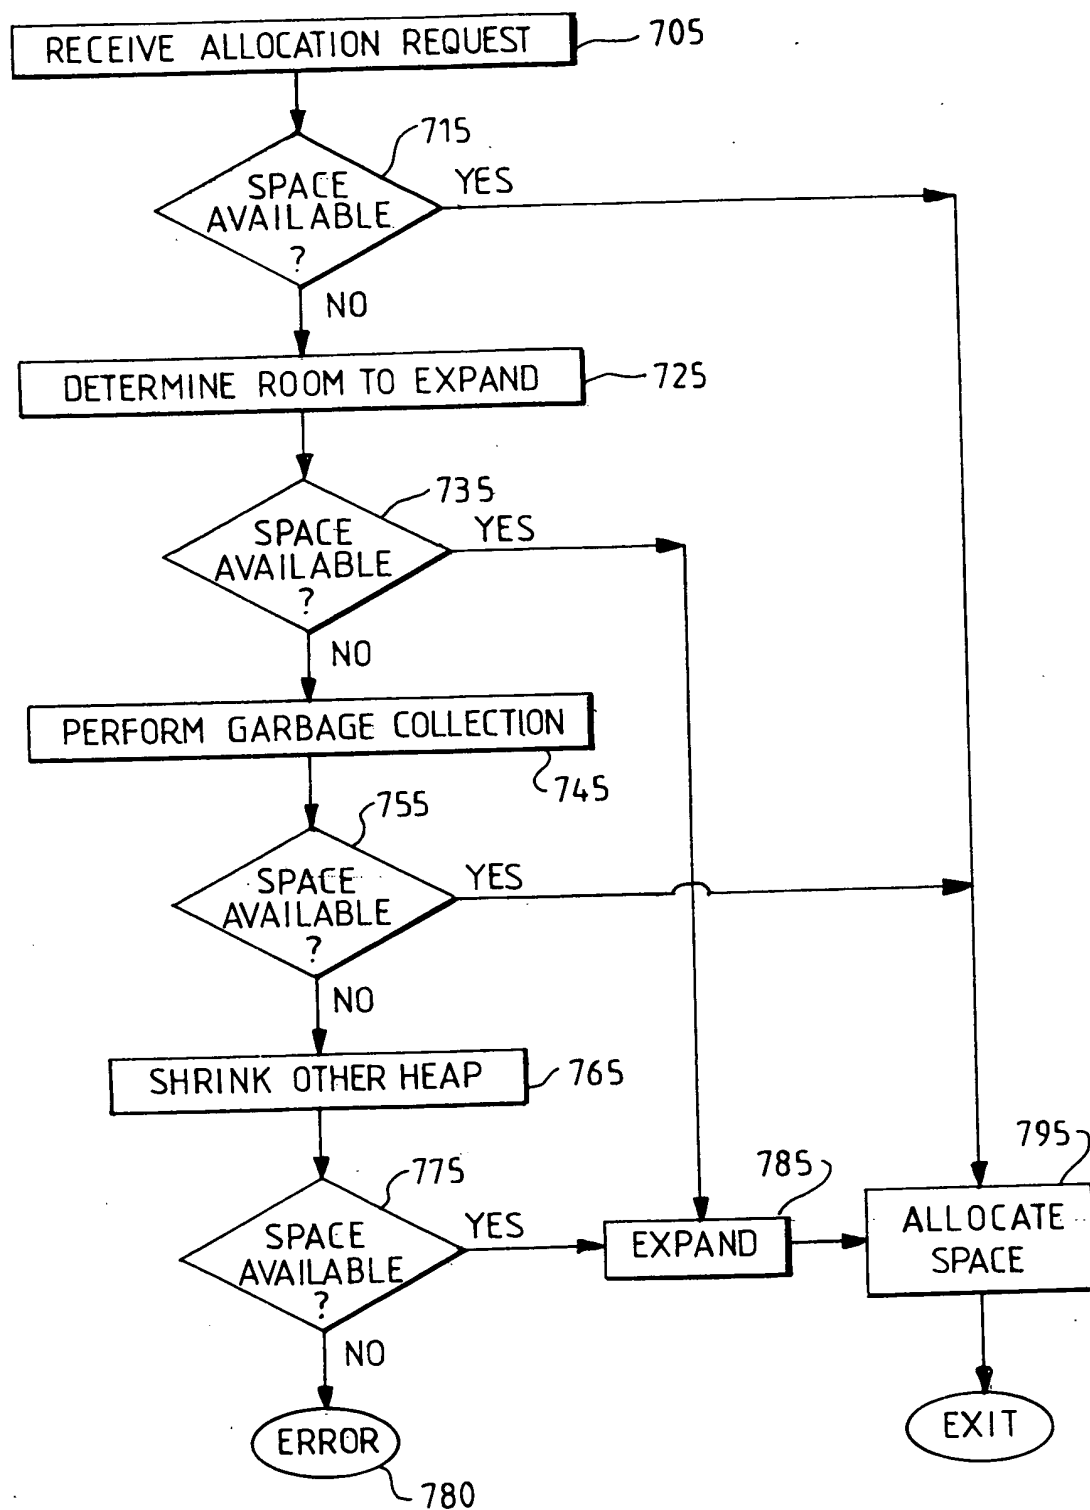 RECEIVE ALLOCATION REQUEST
705
715
SPACE
AVAILABLE
?
YES
NO
DETERMINE ROOM TO EXPAND
725
735
SPACE
AVAILABLE
?
YES
NO
PERFORM GARBAGE COLLECTION
745
755
SPACE
AVAILABLE
?
YES
NO
SHRINK OTHER HEAP
765
775
SPACE
AVAILABLE
?
YES
NO
785
EXPAND
795
ALLOCATE
SPACE
ERROR
780
EXIT